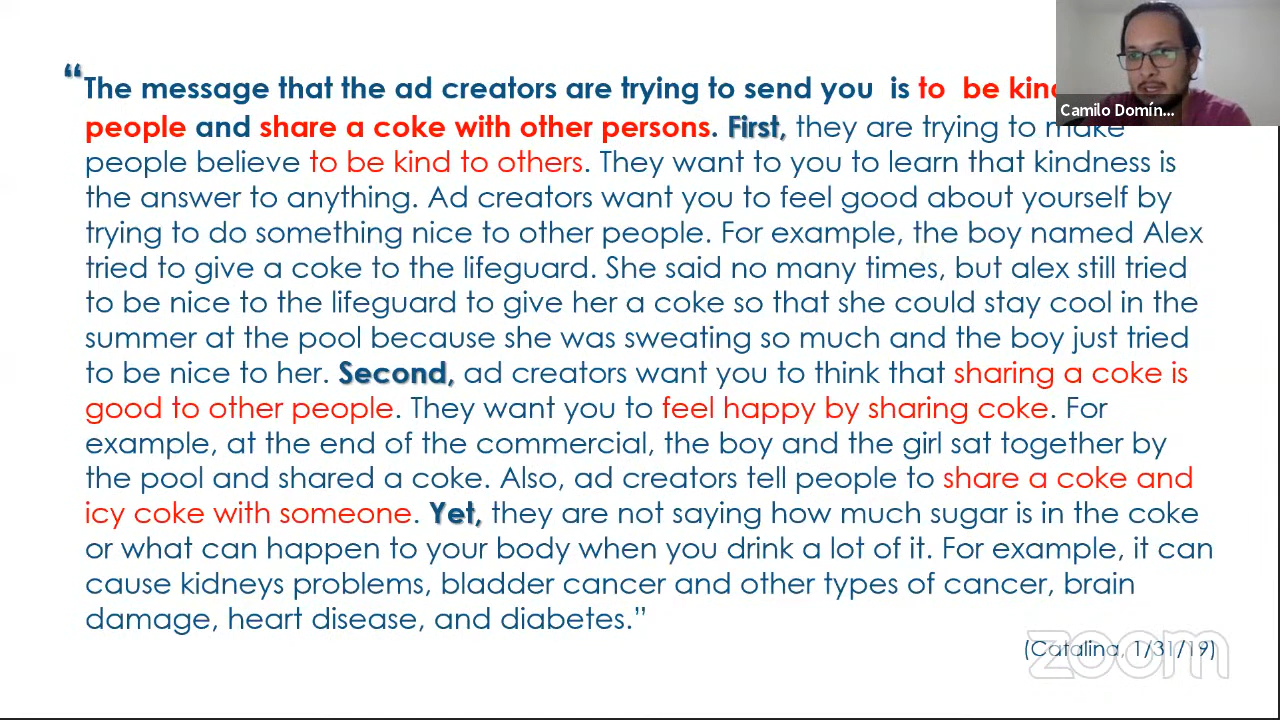 “The message that the ad creators are trying to send you is to be kin
people and share a coke with other persons. First, they are trying to make
people believe to be kind to others. They want to you to learn that kindness is
the answer to anything. Ad creators want you to feel good about yourself by
trying to do something nice to other people. For example, the boy named Alex
tried to give a coke to the lifeguard. She said no many times, but alex still tried
to be nice to the lifeguard to give her a coke so that she could stay cool in the
summer at the pool because she was sweating so much and the boy just tried
to be nice to her. Second, ad creators want you to think that sharing a coke is
good to other people. They want you to feel happy by sharing coke. For
example, at the end of the commercial, the boy and the girl sat together by
the pool and shared a coke. Also, ad creators tell people to share a coke and
icy coke with someone. Yet, they are not saying how much sugar is in the coke
or what can happen to your body when you drink a lot of it. For example, it can
cause kidneys problems, bladder cancer and other types of cancer, brain
damage, heart disease, and diabetes.”
(Catalina, 1/31/19)
Camilo Domín...
zoom